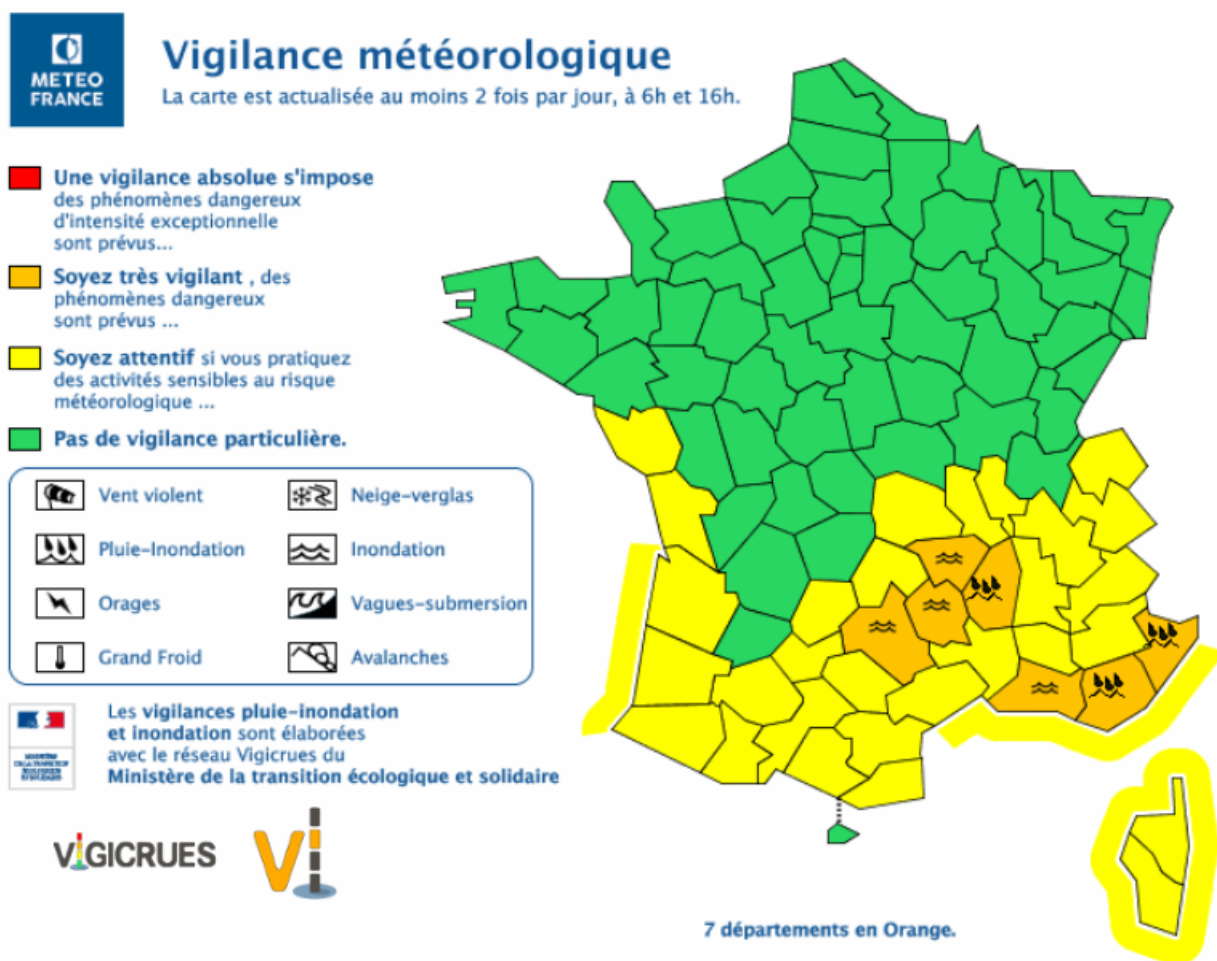 METEO
FRANCE
Vigilance météorologique
La carte est actualisée au moins 2 fois par jour, à 6h et 16h.
Une vigilance absolue s'impose
des phénomènes dangereux
d'intensité exceptionnelle
sont prévus...
Soyez très vigilant , des
phénomènes dangereux
sont prévus ...
Soyez attentif si vous pratiquez
des activités sensibles au risque
météorologique ...
Pas de vigilance particulière.
Vent violent
Neige-verglas
Pluie-Inondation
Inondation
Orages
Vagues-submersion
Grand Froid
Avalanches
Les vigilances pluie-inondation
et inondation sont élaborées
avec le réseau Vigicrues du
Ministère de la transition écologique et solidaire
VIGICRUES
Vi
7 départements en Orange.